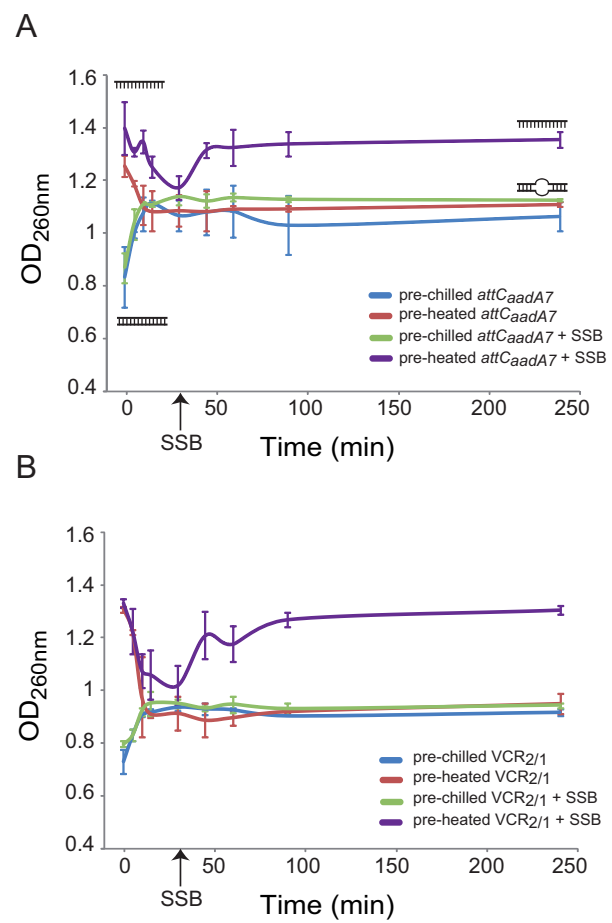 A
1.6
1.4
1.2
1
0.8
0.6
0.4
OD260nm
pre-chilled attCaadA7
pre-heated attCaadA7
pre-chilled attCaadA7 + SSB
pre-heated attCaadA7 + SSB
0 50 100 150 200 250
SSB
Time (min)
B
1.6
1.4
1.2
1
0.8
0.6
0.4
OD260nm
pre-chilled VCR2/1
pre-heated VCR2/1
pre-chilled VCR2/1 + SSB
pre-heated VCR2/1 + SSB
0 50 100 150 200 250
SSB
Time (min)